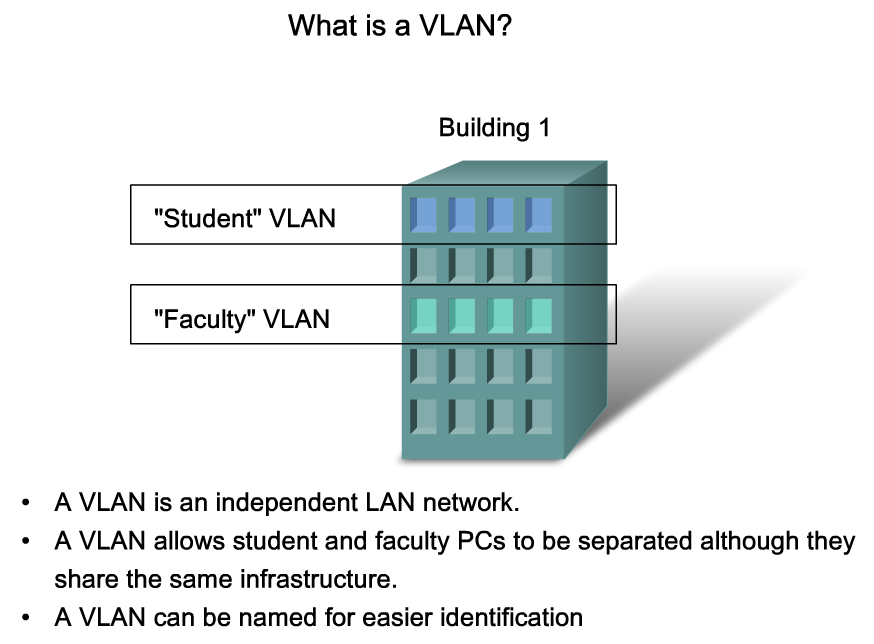 What is a VLAN?
Building 1
"Student" VLAN
"Faculty" VLAN
• A VLAN is an independent LAN network.
• A VLAN allows student and faculty PCs to be separated although they
share the same infrastructure.
• A VLAN can be named for easier identification